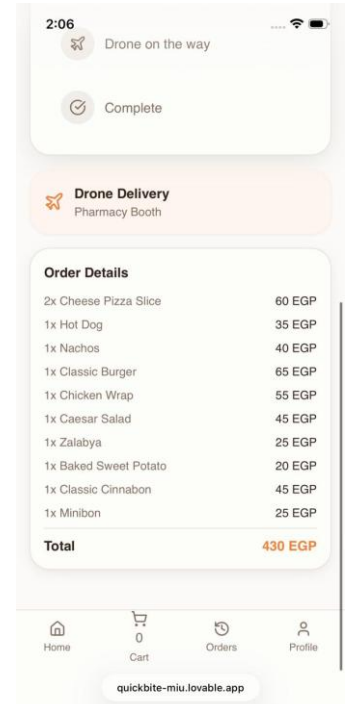 2:06
Drone on the way
Complete
Drone Delivery
Pharmacy Booth
Order Details
2x Cheese Pizza Slice 60 EGP
1x Hot Dog 35 EGP
1x Nachos 40 EGP
1x Classic Burger 65 EGP
1x Chicken Wrap 55 EGP
1x Caesar Salad 45 EGP
1x Zalabya 25 EGP
1x Baked Sweet Potato 20 EGP
1x Classic Cinnabon 45 EGP
1x Minibon 25 EGP
Total 430 EGP
0
Home Cart Orders Profile
quickbite-miu.lovable.app